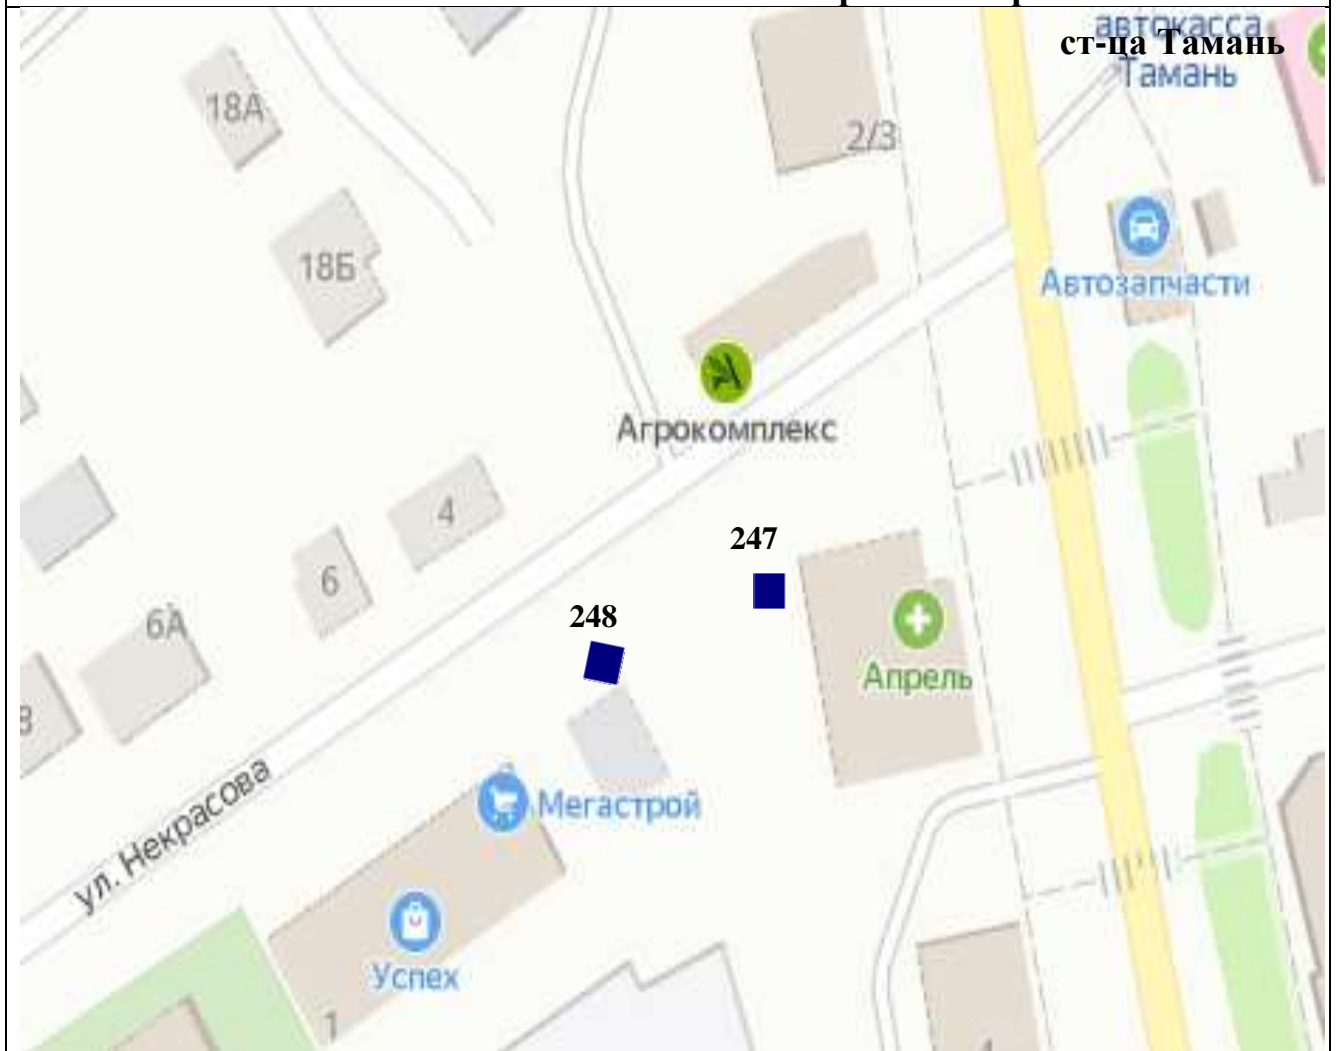 автокасса
Тамань
ст-ца Тамань
18А
2/3
18Б
Автозапчасти
Агрокомплекс
4
247
6
248
6А
Апрель
ул. Некрасова
Мегастрой
Успех
1